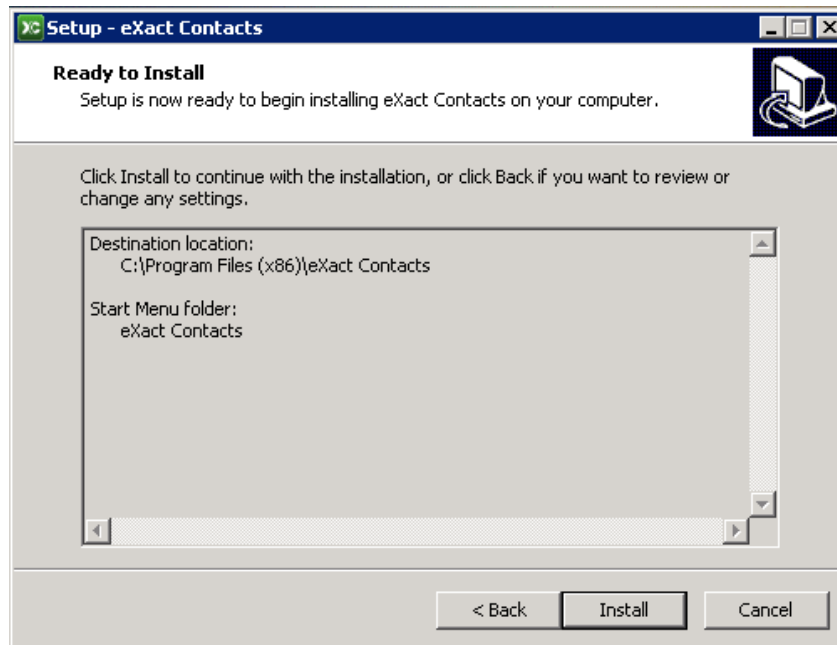 XC Setup - eXact Contacts
Ready to Install
Setup is now ready to begin installing eXact Contacts on your computer.
Click Install to continue with the installation, or click Back if you want to review or
change any settings.
Destination location:
C:\Program Files (x86)\eXact Contacts
Start Menu folder:
eXact Contacts
< Back Install Cancel